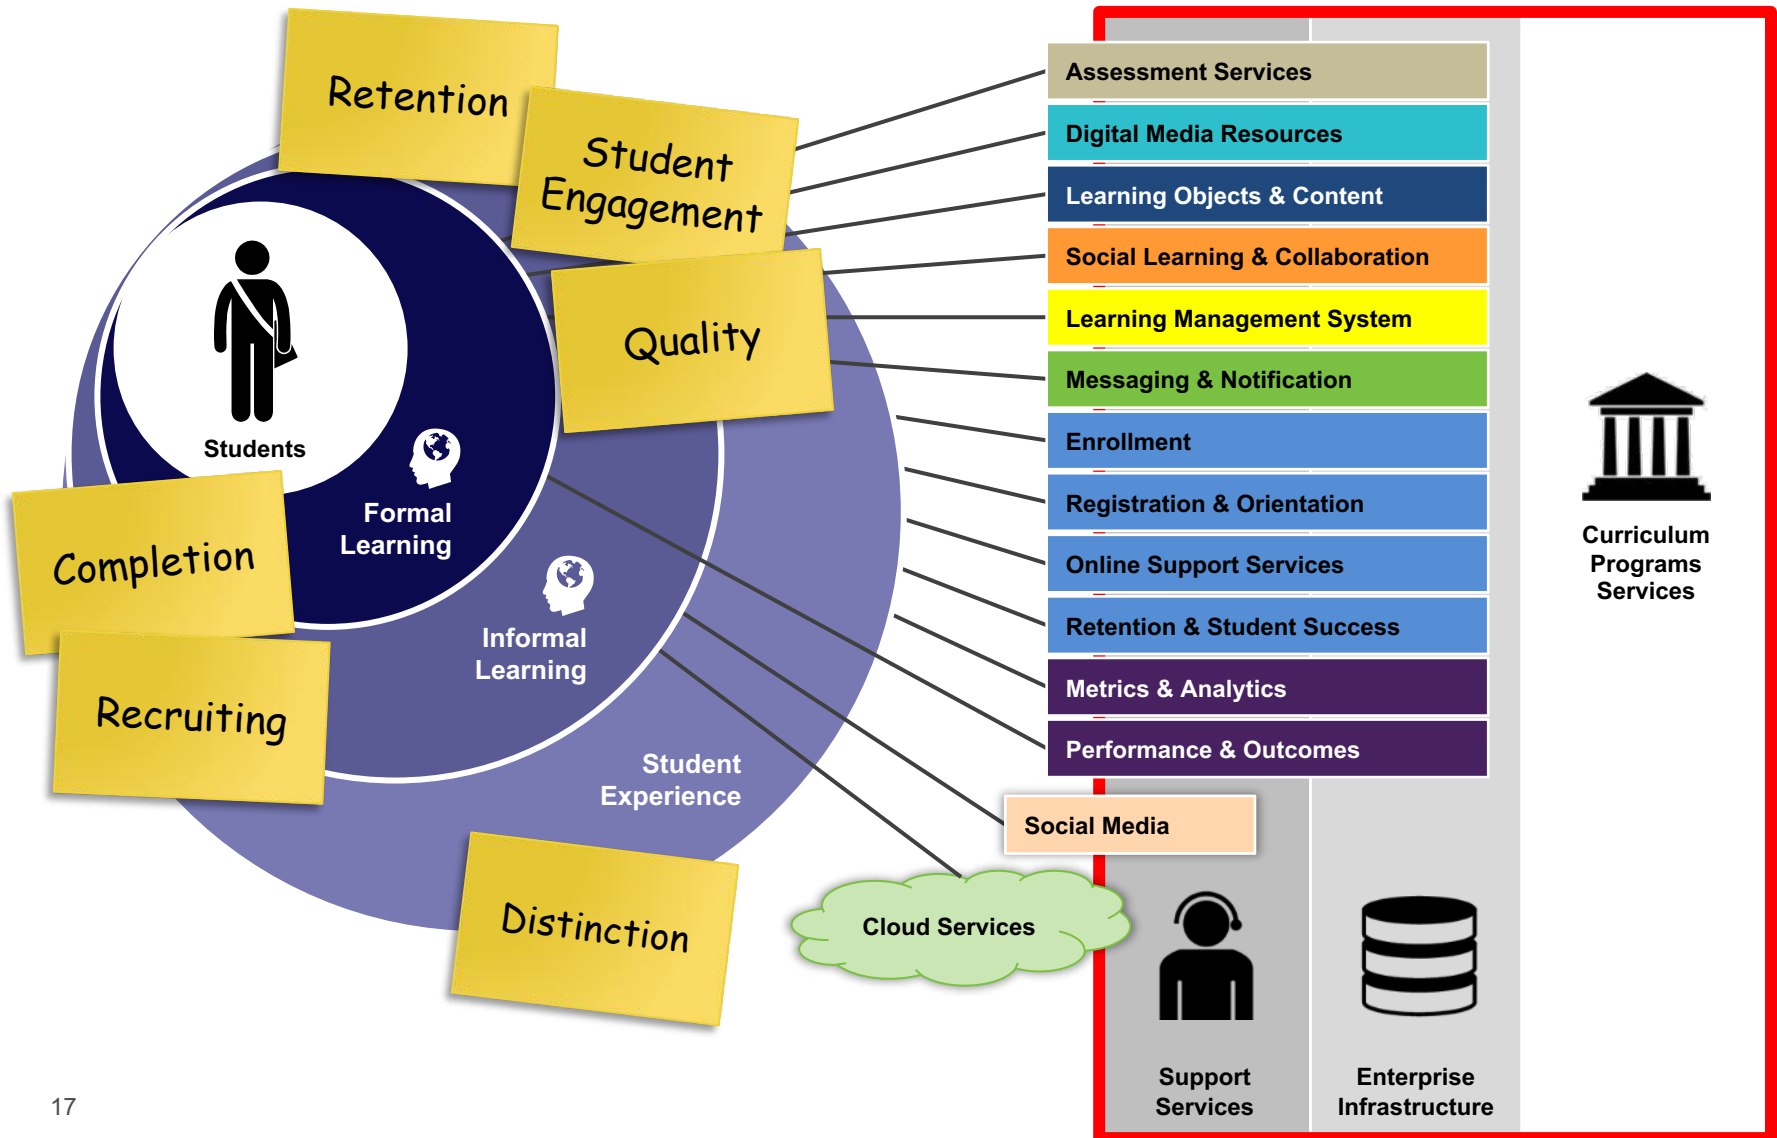 Retention
Student
Engagement
Quality
Students
Formal
Learning
Completion
Informal
Learning
Recruiting
Student
Experience
Distinction
Assessment Services
Digital Media Resources
Learning Objects & Content
Social Learning & Collaboration
Learning Management System
Messaging & Notification
Enrollment
Registration & Orientation
Online Support Services
Retention & Student Success
Metrics & Analytics
Performance & Outcomes
Social Media
Cloud Services
Curriculum
Programs
Services
Support
Services
Enterprise
Infrastructure
17